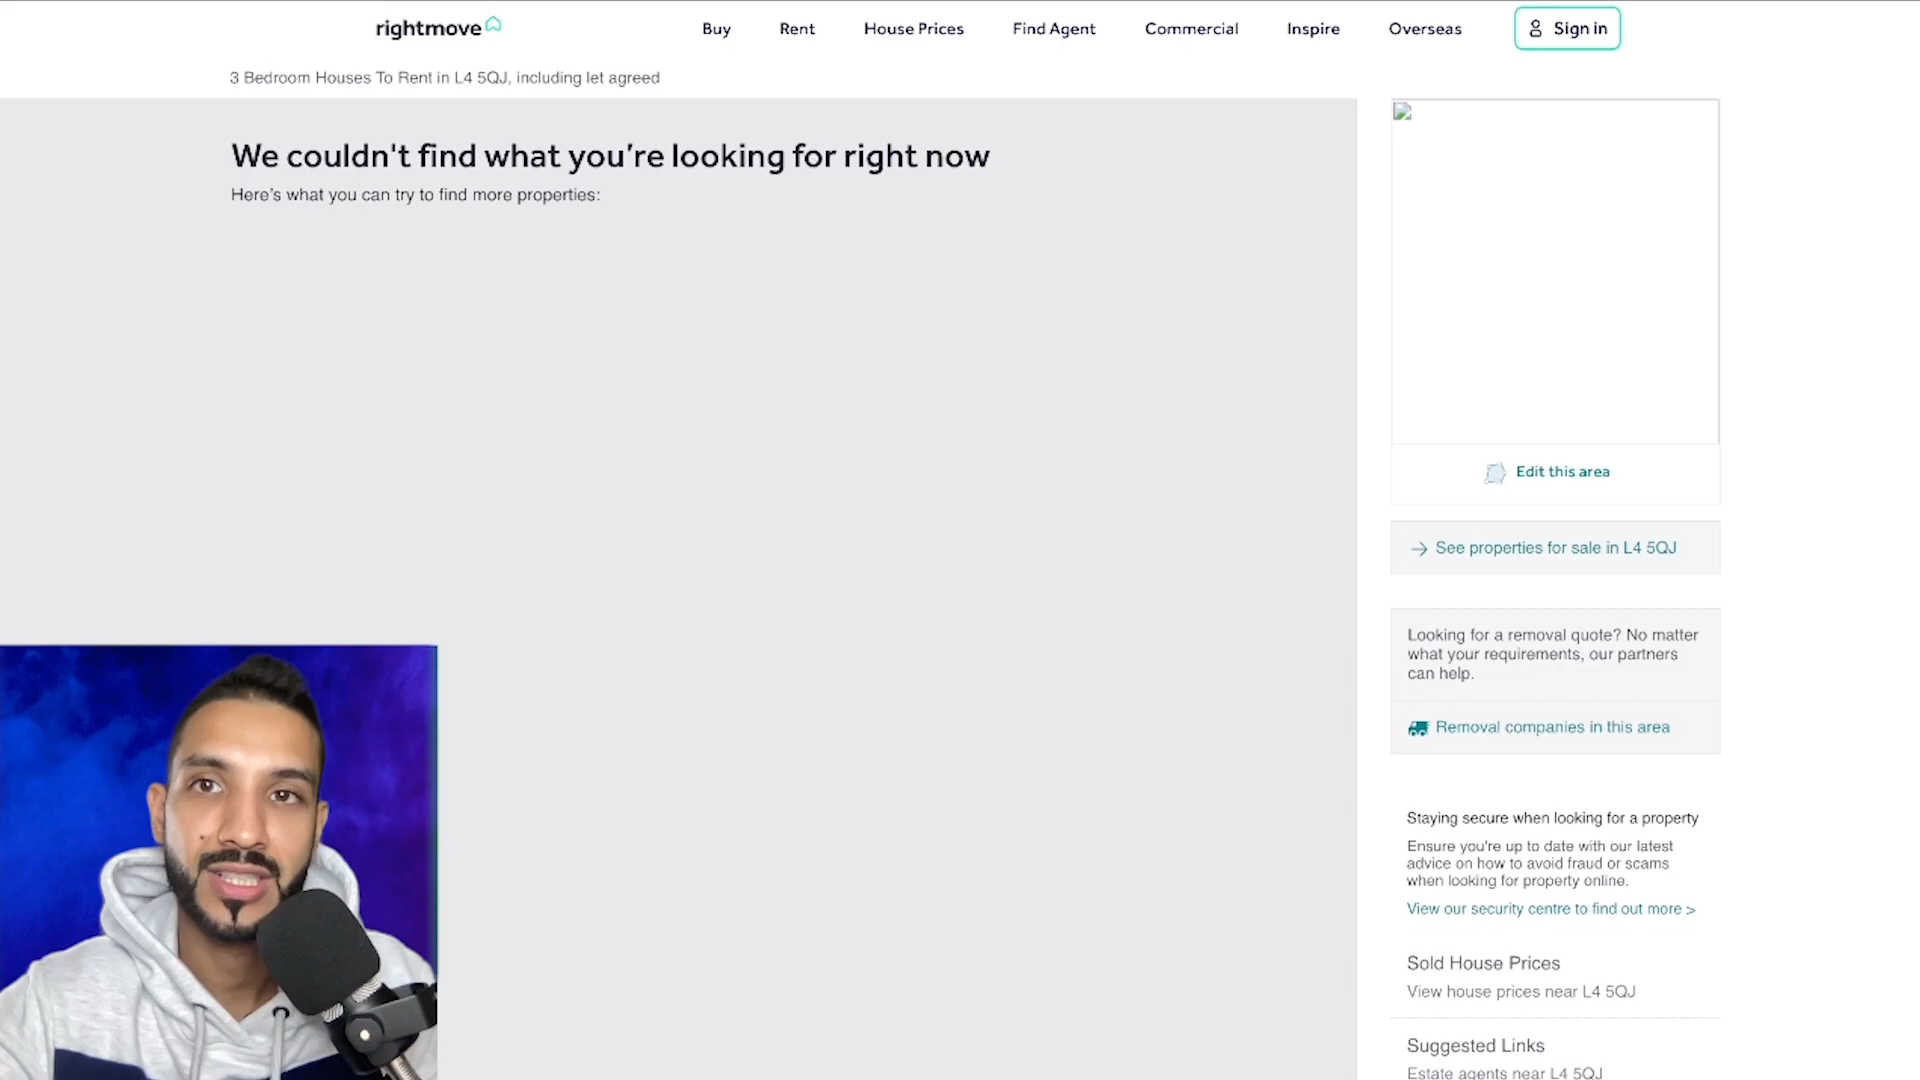 rightmove
Buy
Rent
House Prices
Find Agent
Commercial
Inspire
Overseas
Sign in
3 Bedroom Houses To Rent in L4 5QJ, including let agreed
We couldn't find what you’re looking for right now
Here’s what you can try to find more properties:
Edit this area
See properties for sale in L4 5QJ
Looking for a removal quote? No matter
what your requirements, our partners
can help.
Removal companies in this area
Staying secure when looking for a property
Ensure you're up to date with our latest
advice on how to avoid fraud or scams
when looking for property online.
View our security centre to find out more >
Sold House Prices
View house prices near L4 5QJ
Suggested Links
Estate agents near L4 5QJ